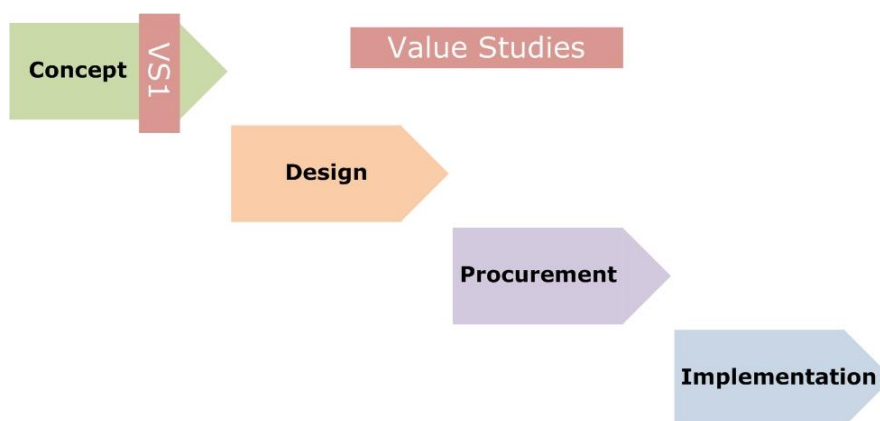 Concept
VS1
Value Studies
Design
Procurement
Implementation